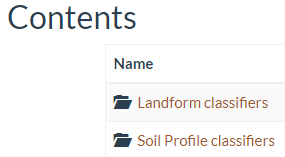 Contents
Name
Landform classifiers
Soil Profile classifiers